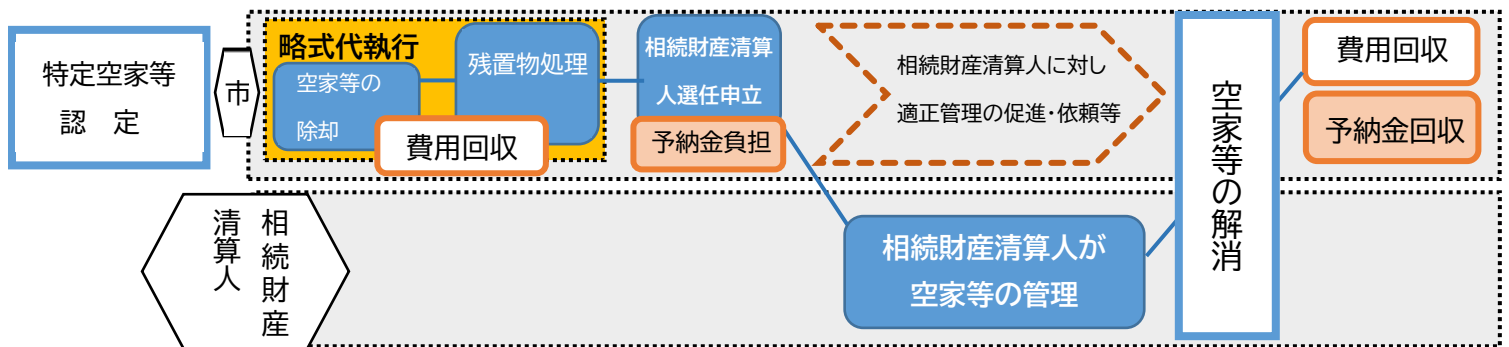 特定空家等
認　定
市
略式代執行
空家等の
除却
残置物処理
費用回収
相続財産清算
人選任申立
予納金負担
相続財産清算人に対し
適正管理の促進・依頼等
空家等の解消
費用回収
予納金回収
相続財産
清算人
相続財産清算人が
空家等の管理